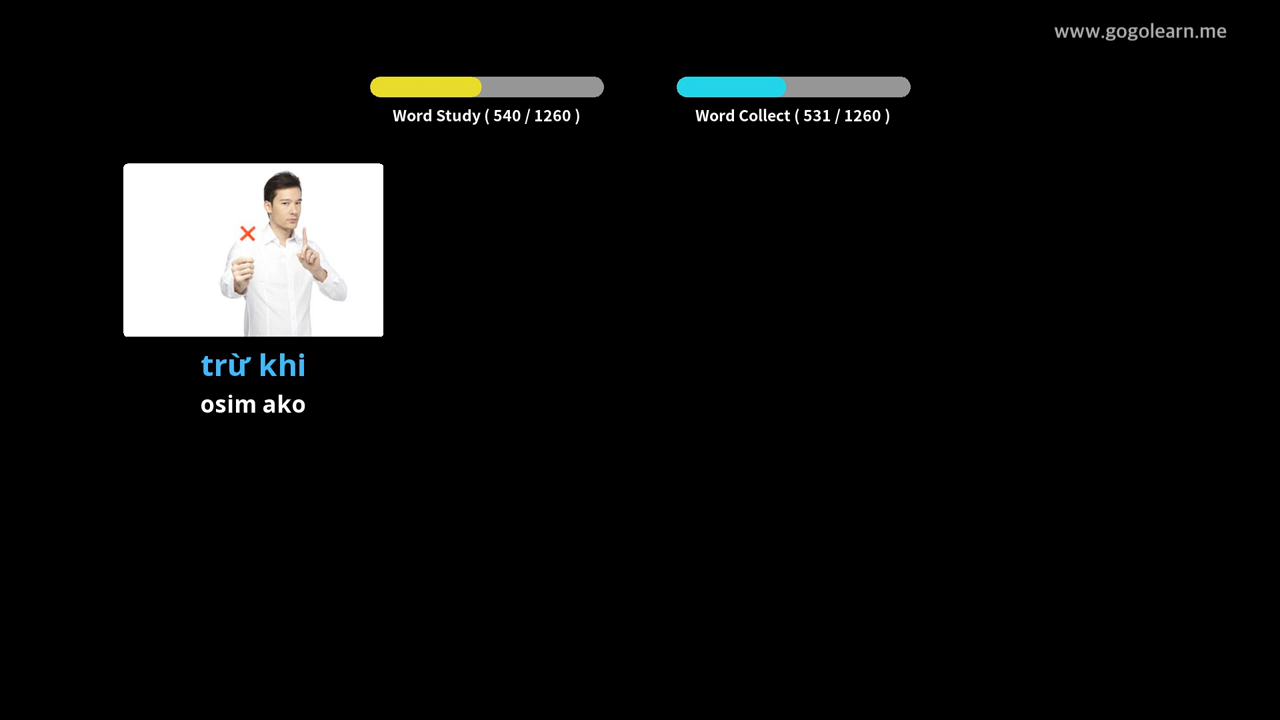 www.gogolearn.me
Word Study ( 540 / 1260 )
Word Collect ( 531 / 1260 )
trừ khi
osim ako